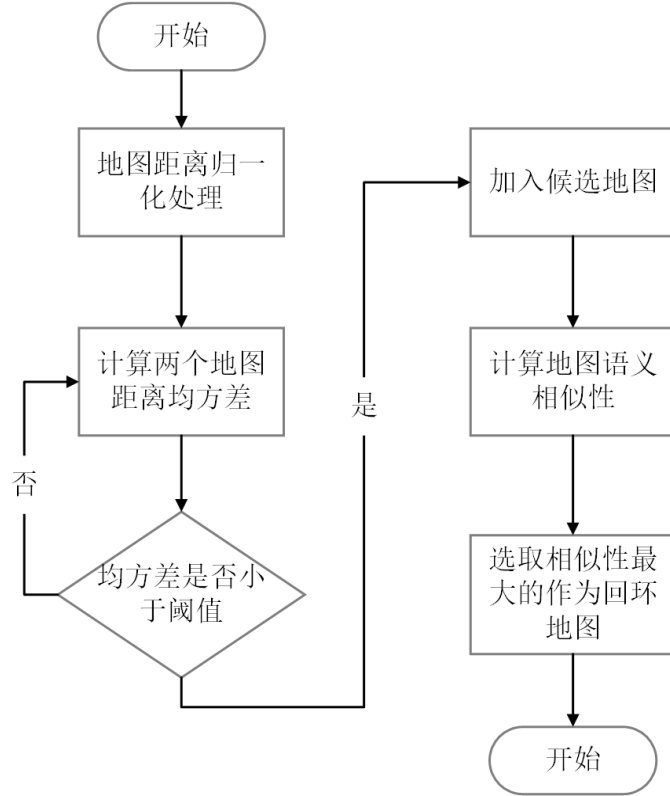 开始
地图距离归一
化处理
计算两个地图
距离均方差
否
均方差是否小
于阈值
是
加入候选地图
计算地图语义
相似性
选取相似性最
大的作为回环
地图
开始